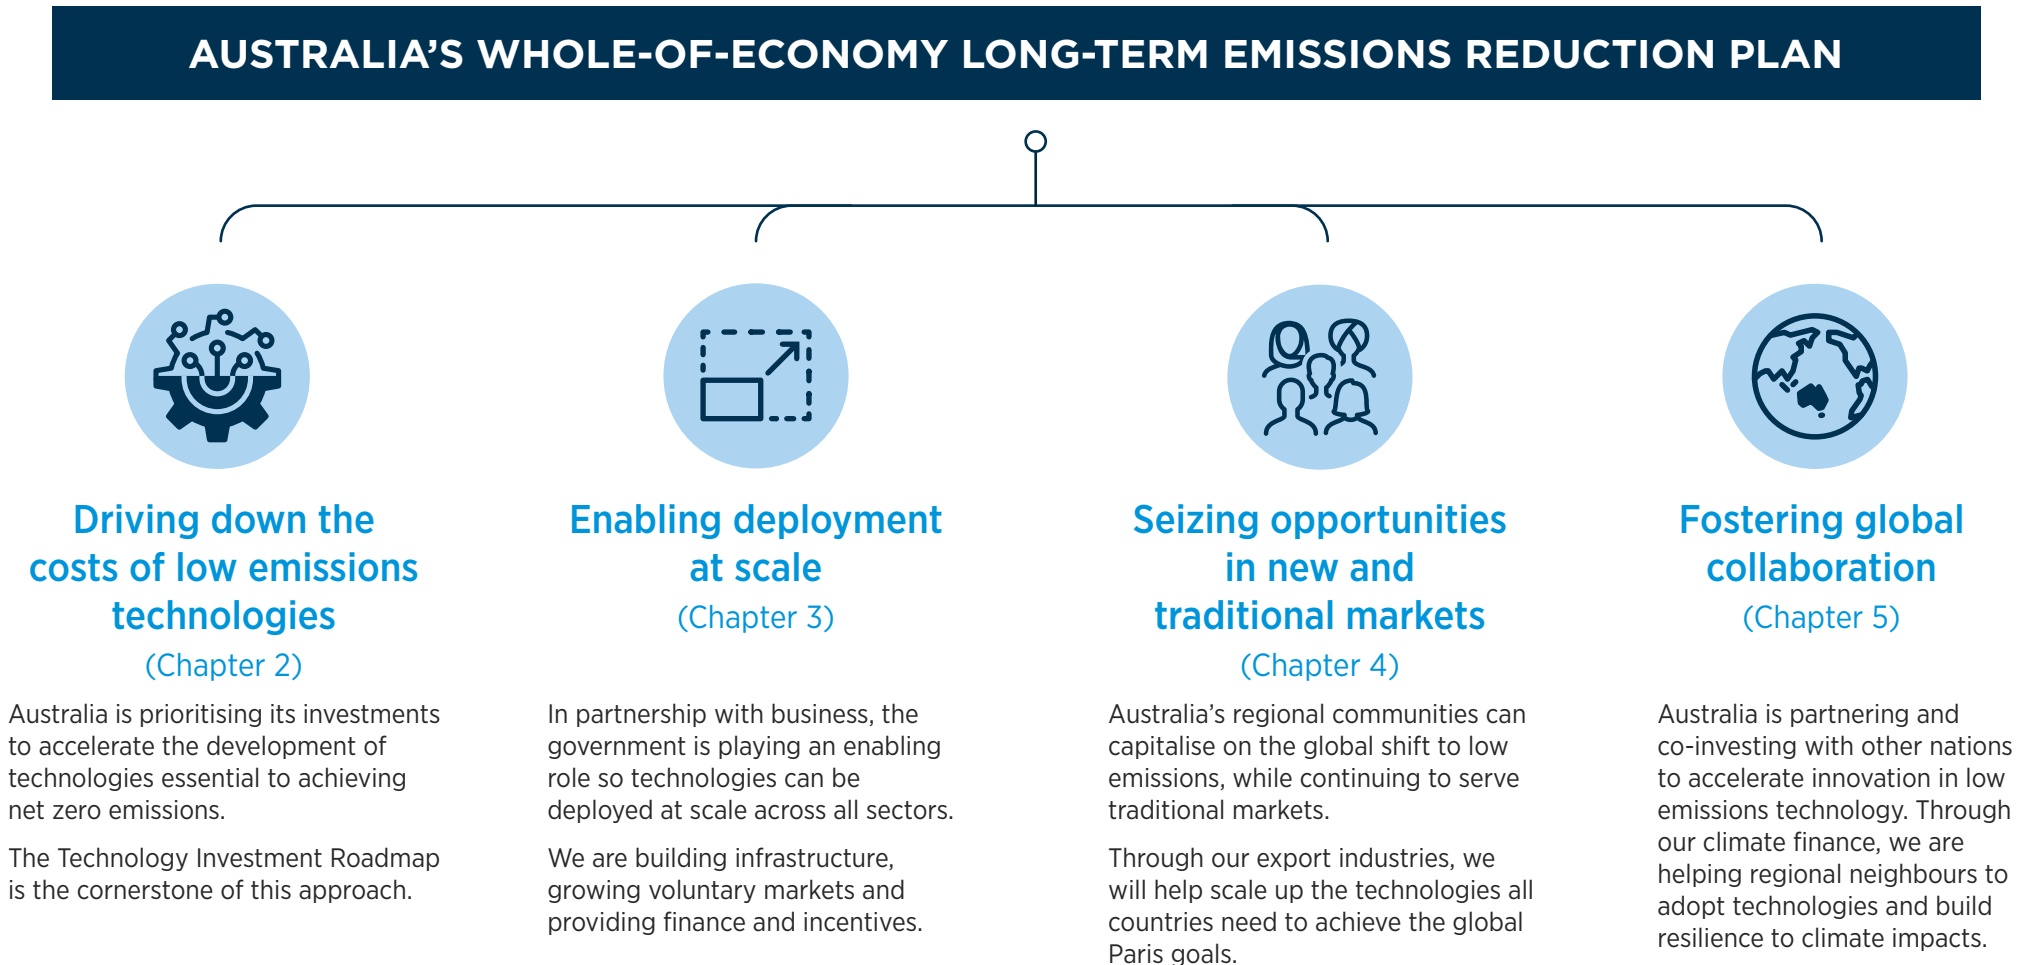 AUSTRALIA’S WHOLE-OF-ECONOMY LONG-TERM EMISSIONS REDUCTION PLAN
Driving down the
costs of low emissions
technologies
(Chapter 2)
Australia is prioritising its investments
to accelerate the development of
technologies essential to achieving
net zero emissions.
The Technology Investment Roadmap
is the cornerstone of this approach.
Enabling deployment
at scale
(Chapter 3)
In partnership with business, the
government is playing an enabling
role so technologies can be
deployed at scale across all sectors.
We are building infrastructure,
growing voluntary markets and
providing finance and incentives.
Seizing opportunities
in new and
traditional markets
(Chapter 4)
Australia’s regional communities can
capitalise on the global shift to low
emissions, while continuing to serve
traditional markets.
Through our export industries, we
will help scale up the technologies all
countries need to achieve the global
Paris goals.
Fostering global
collaboration
(Chapter 5)
Australia is partnering and
co-investing with other nations
to accelerate innovation in low
emissions technology. Through
our climate finance, we are
helping regional neighbours to
adopt technologies and build
resilience to climate impacts.